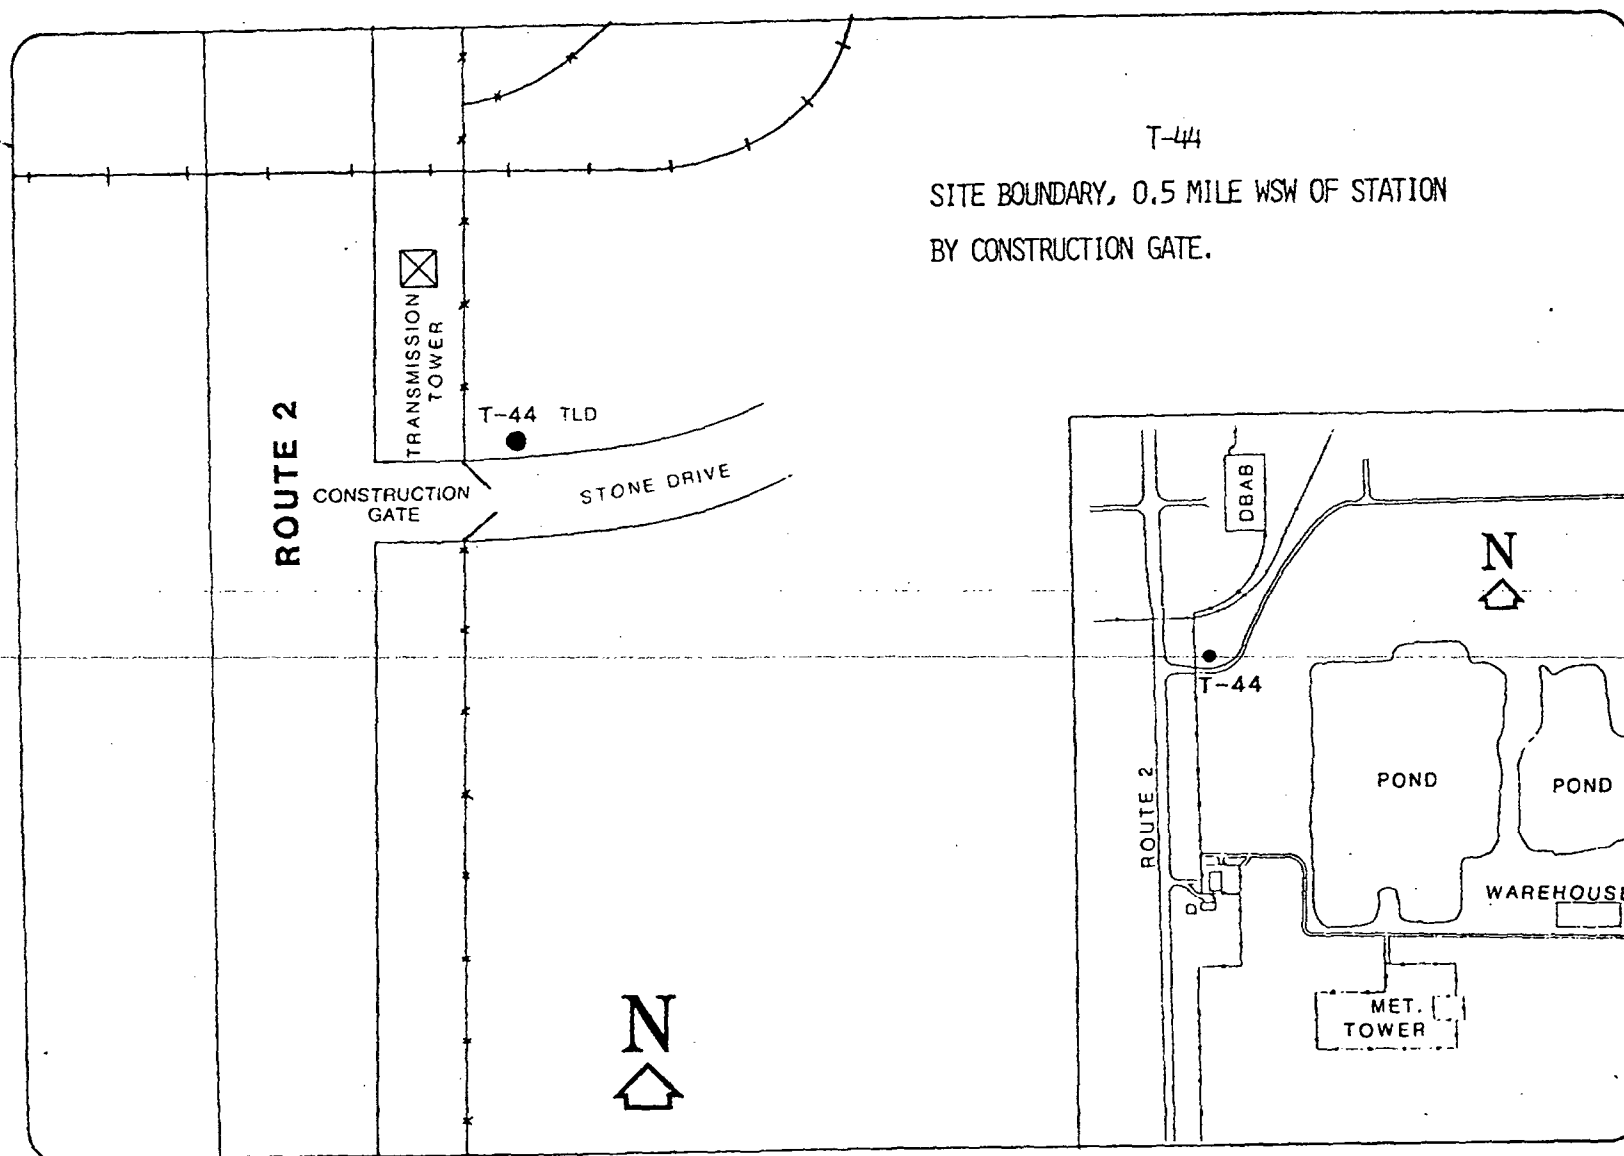 T-44
SITE BOUNDARY, 0.5 MILE WSW OF STATION
BY CONSTRUCTION GATE.
TRANSMISSION
TOWER
ROUTE 2
T-44 TLD
CONSTRUCTION
GATE
STONE DRIVE
N
DBAB
N
T-44
ROUTE 2
POND
POND
WAREHOUSE
MET.
TOWER